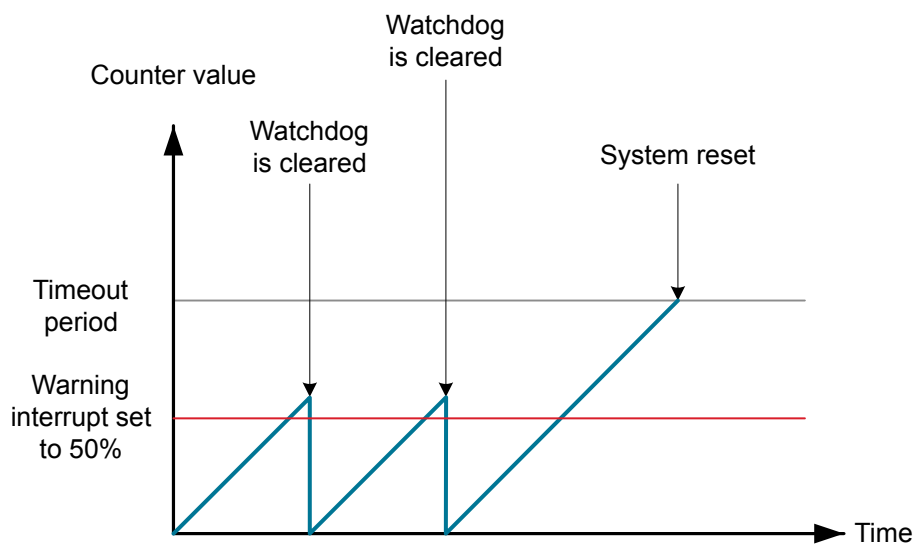 Watchdog
is cleared
Counter value
Watchdog
is cleared
System reset
Timeout
period
Warning
interrupt set
to 50%
Time